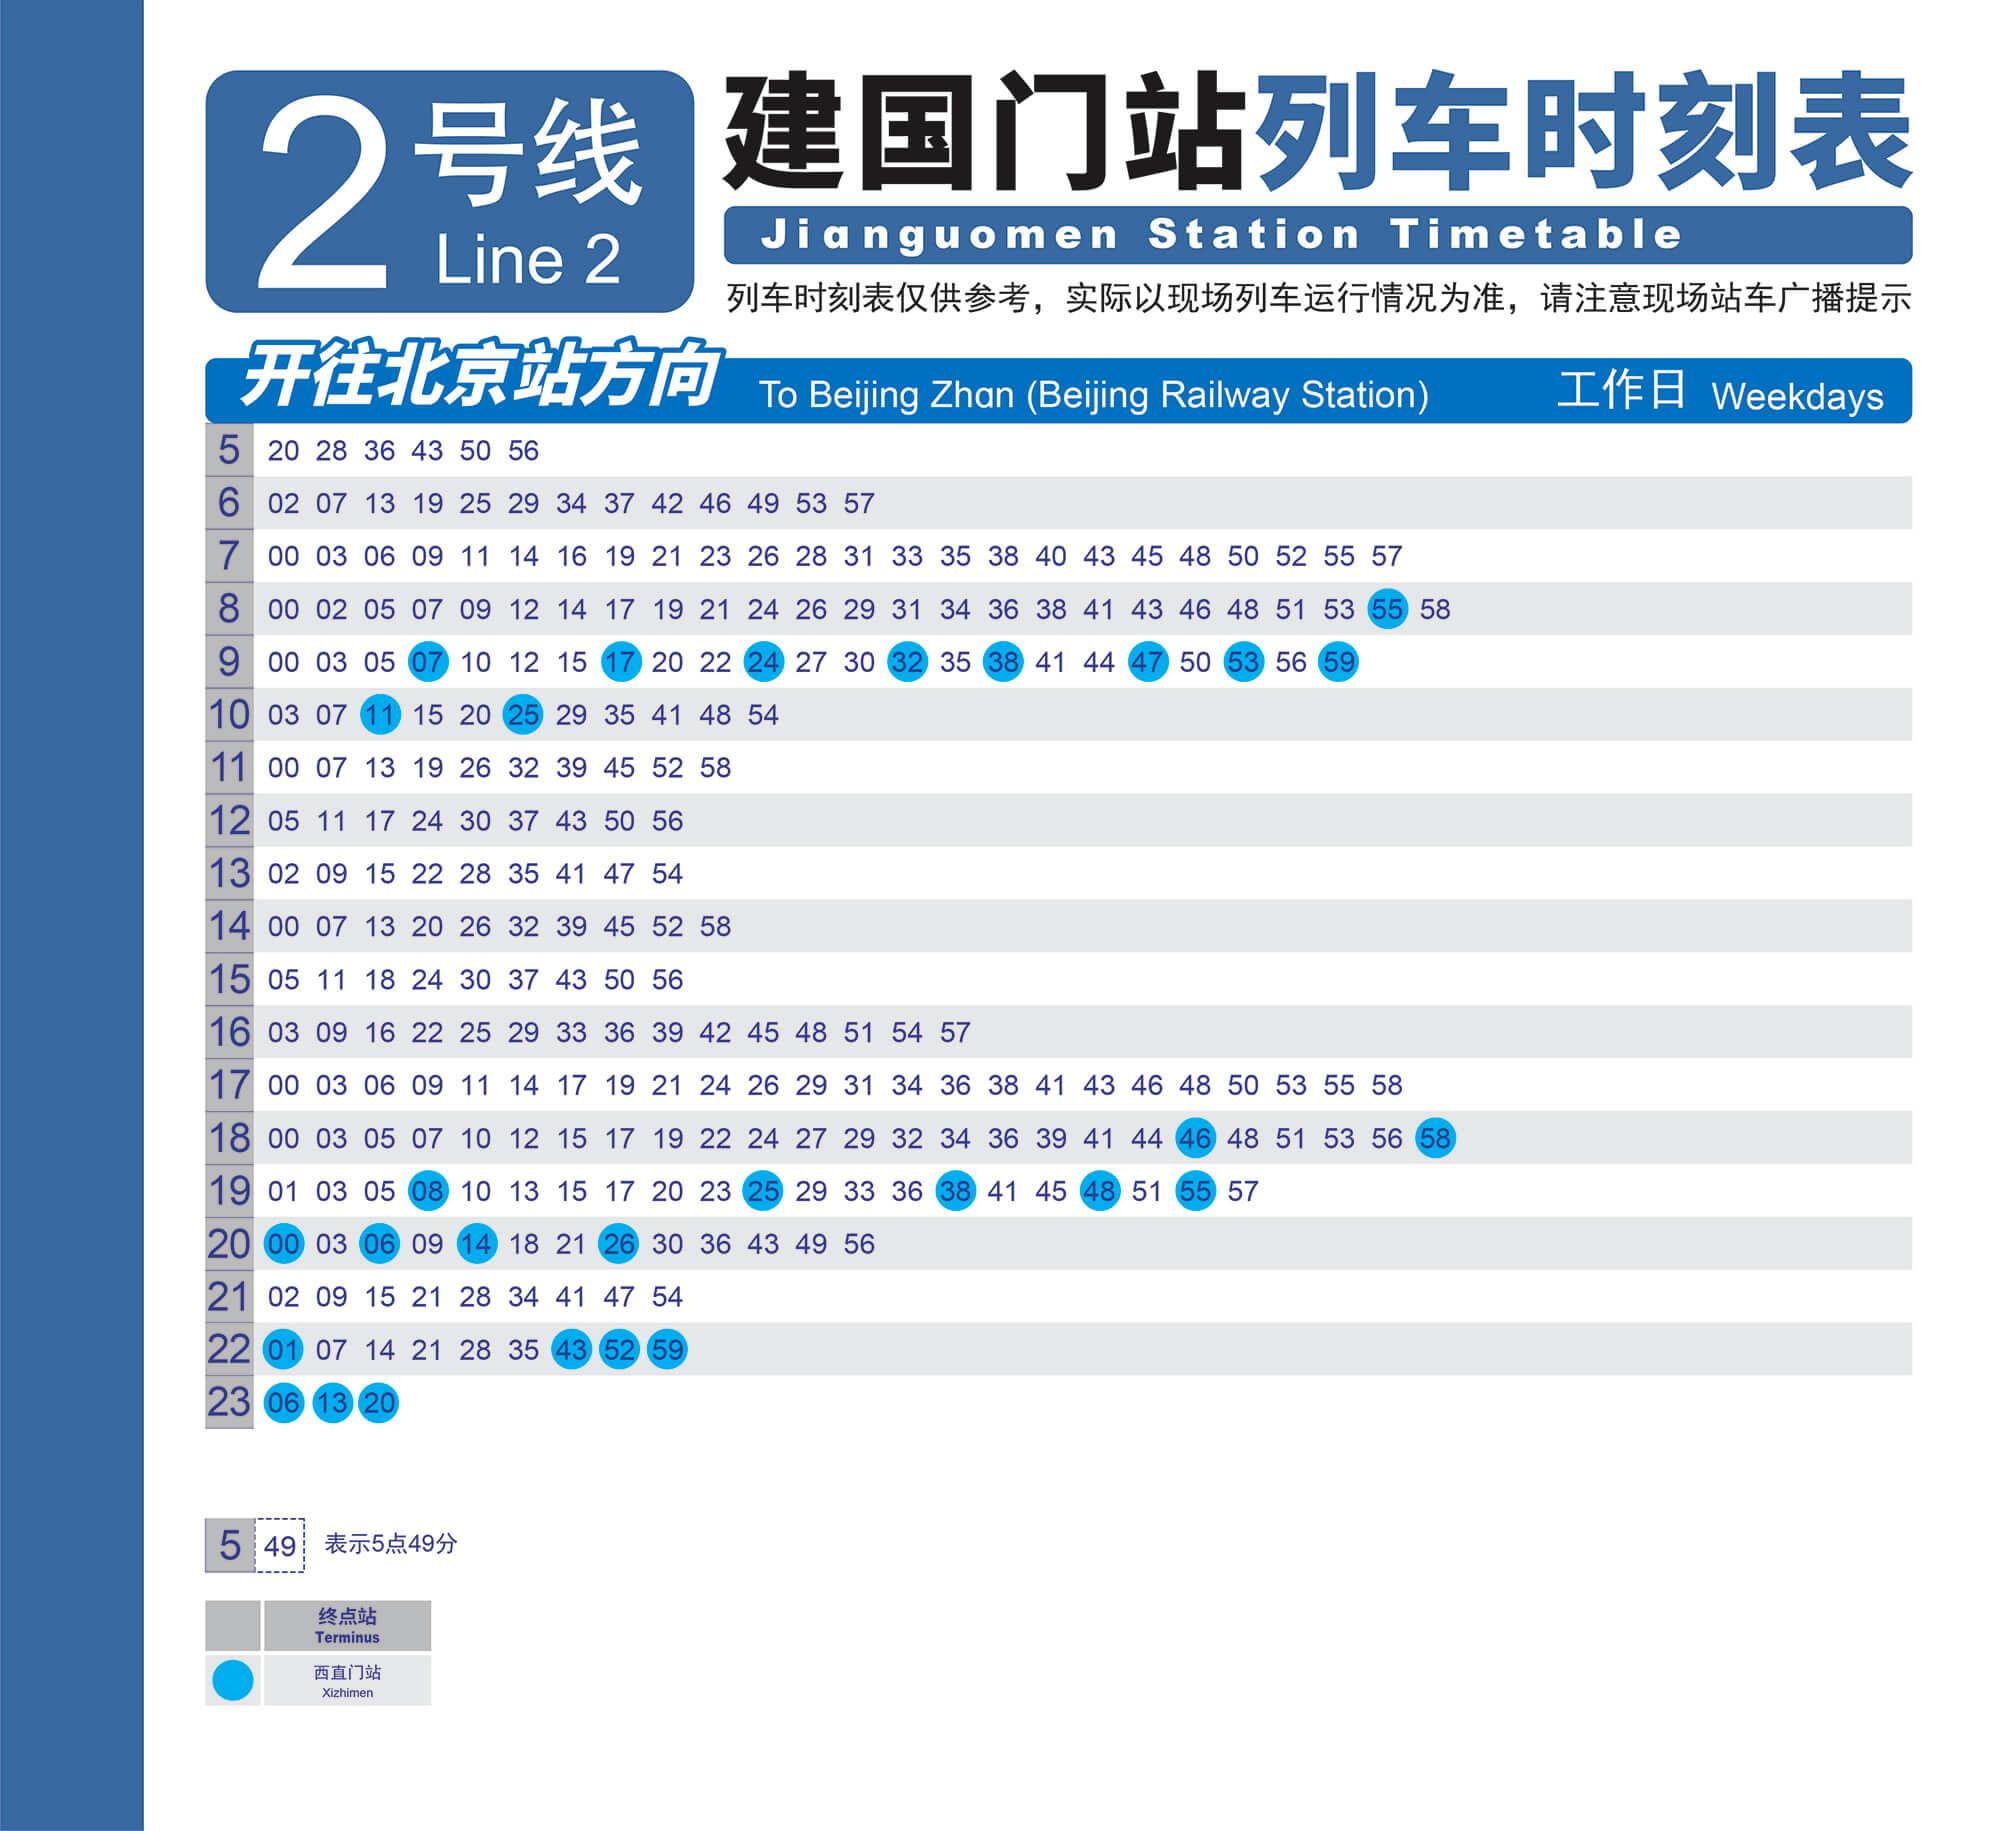 2号线
Line 2
建国门站列车时刻表
Jianguomen Station Timetable
列车时刻表仅供参考，实际以现场列车运行情况为准，请注意现场站车广播提示
开往北京站方向 To Beijing Zhan (Beijing Railway Station) 工作日 Weekdays
5 20 28 36 43 50 56
6 02 07 13 19 25 29 34 37 42 46 49 53 57
7 00 03 06 09 11 14 16 19 21 23 26 28 31 33 35 38 40 43 45 48 50 52 55 57
8 00 02 05 07 09 12 14 17 19 21 24 26 29 31 34 36 38 41 43 46 48 51 53 55 58
9 00 03 05 07 10 12 15 17 20 22 24 27 30 32 35 38 41 44 47 50 53 56 59
10 03 07 11 15 20 25 29 35 41 48 54
11 00 07 13 19 26 32 39 45 52 58
12 05 11 17 24 30 37 43 50 56
13 02 09 15 22 28 35 41 47 54
14 00 07 13 20 26 32 39 45 52 58
15 05 11 18 24 30 37 43 50 56
16 03 09 16 22 25 29 33 36 39 42 45 48 51 54 57
17 00 03 06 09 11 14 17 19 21 24 26 29 31 34 36 38 41 43 46 48 50 53 55 58
18 00 03 05 07 10 12 15 17 19 22 24 27 29 32 34 36 39 41 44 46 48 51 53 56 58
19 01 03 05 08 10 13 15 17 20 23 25 29 33 36 38 41 45 48 51 55 57
20 00 03 06 09 14 18 21 26 30 36 43 49 56
21 02 09 15 21 28 34 41 47 54
22 01 07 14 21 28 35 43 52 59
23 06 13 20
5 49 表示5点49分
终点站
Terminus
西直门站
Xizhimen